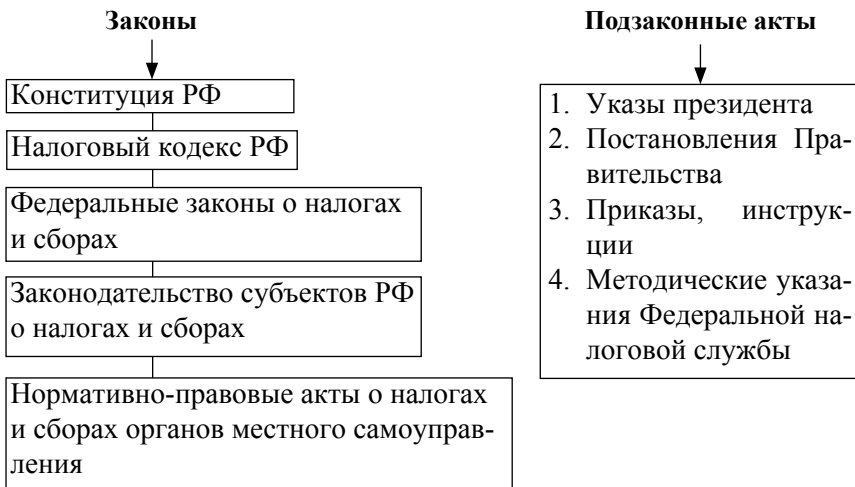 Законы
Конституция РФ
Налоговый кодекс РФ
Федеральные законы о налогах
и сборах
Законодательство субъектов РФ
о налогах и сборах
Нормативно-правовые акты о налогах
и сборах органов местного самоуправ-
ления
Подзаконные акты
1. Указы президента
2. Постановления Пра-
вительства
3. Приказы, инструк-
ции
4. Методические указа-
ния Федеральной на-
логовой службы